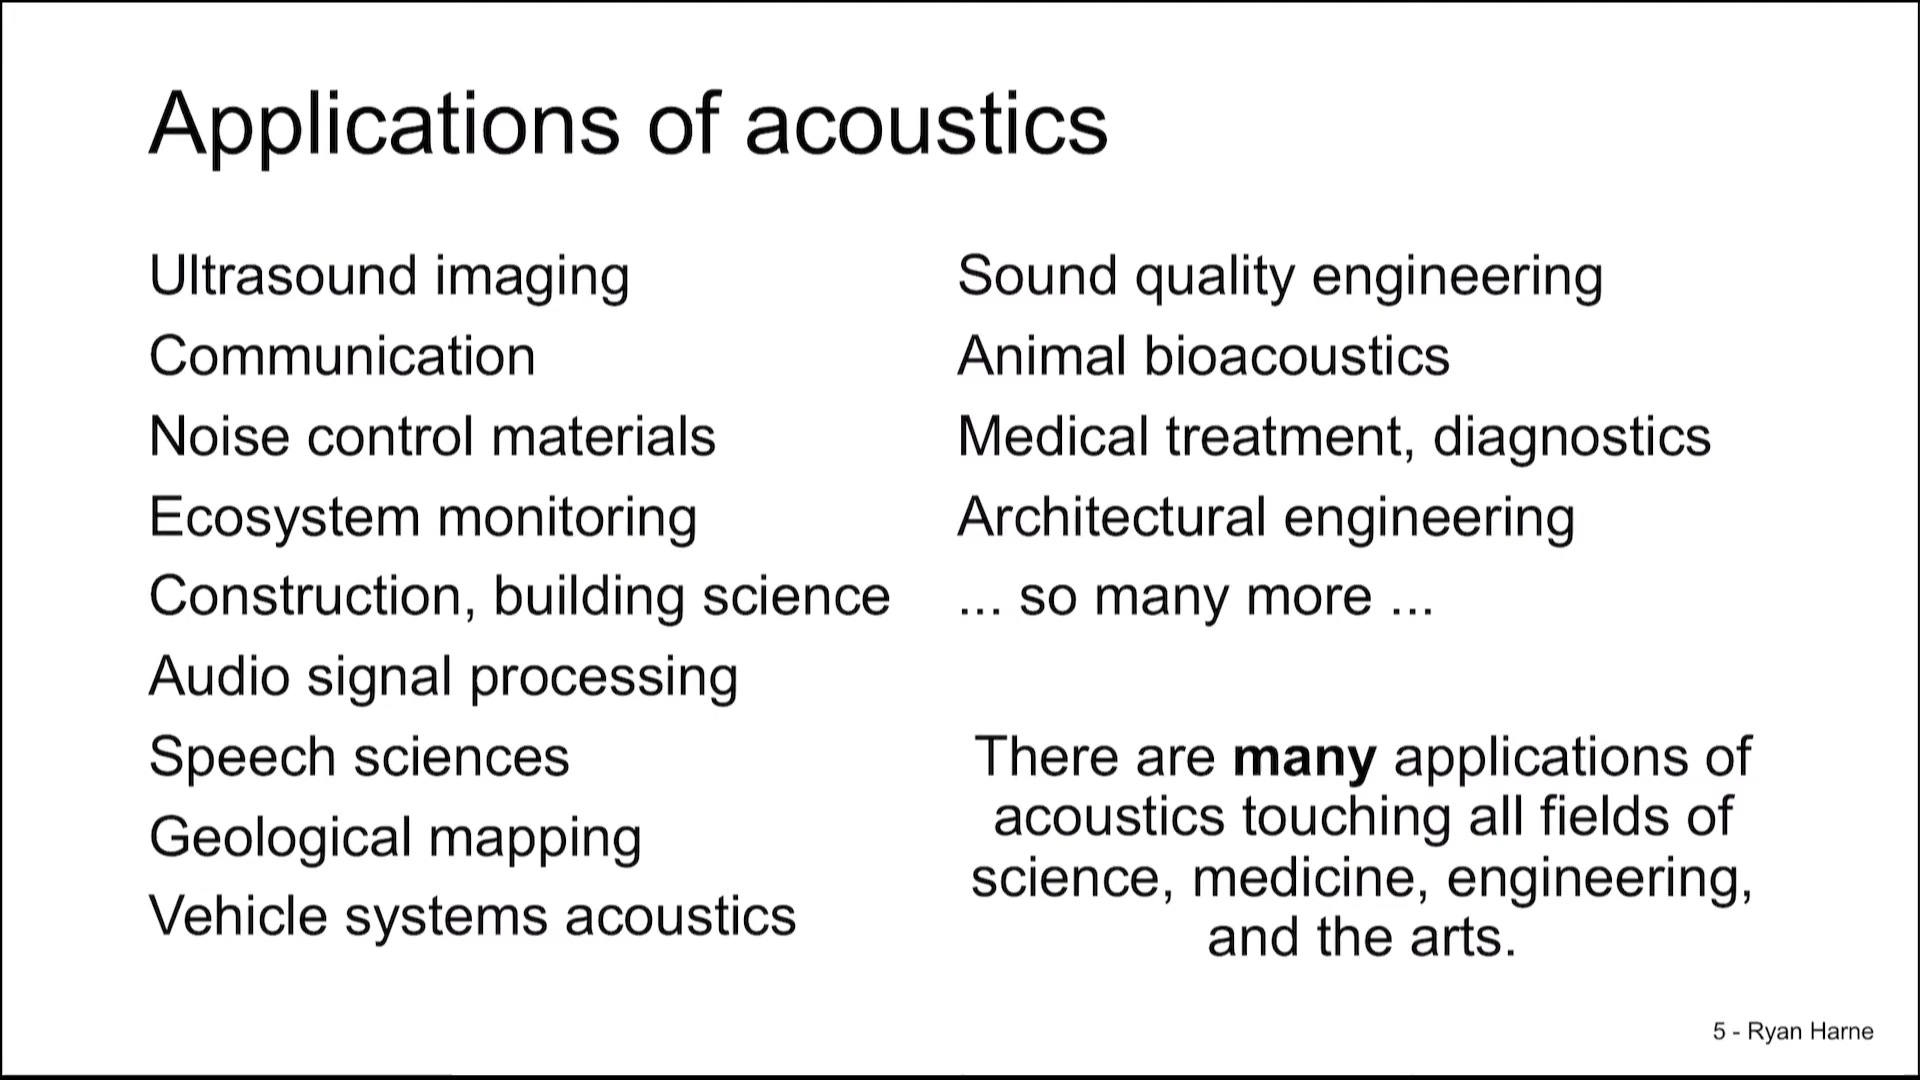 Applications of acoustics
Ultrasound imaging
Communication
Noise control materials
Ecosystem monitoring
Construction, building science
Audio signal processing
Speech sciences
Geological mapping
Vehicle systems acoustics
Sound quality engineering
Animal bioacoustics
Medical treatment, diagnostics
Architectural engineering
... so many more ...
There are many applications of
acoustics touching all fields of
science, medicine, engineering,
and the arts.
5 - Ryan Harne